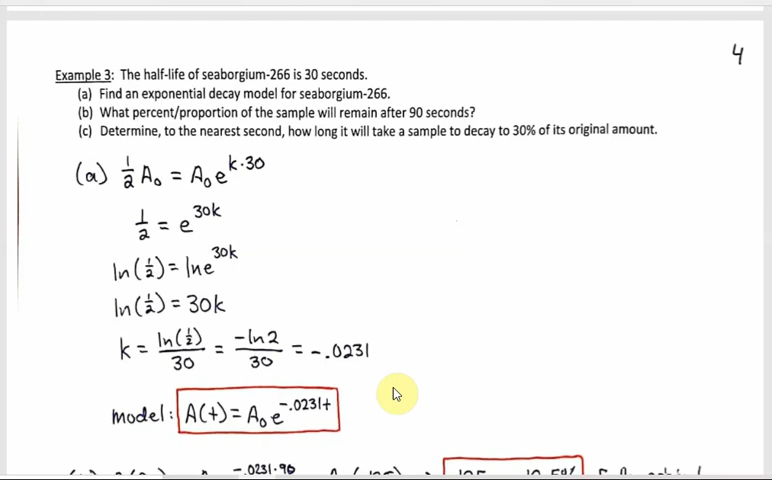 4
Example 3: The half-life of seaborgium-266 is 30 seconds.
(a) Find an exponential decay model for seaborgium-266.
(b) What percent/proportion of the sample will remain after 90 seconds?
(c) Determine, to the nearest second, how long it will take a sample to decay to 30% of its original amount.
(a) ½ A₀ = A₀e^k·30
½ = e^30k
ln(½) = lne^30k
ln(½) = 30k
k = ln(½)/30 = -ln2/30 = -.0231
model: A(t) = A₀e^-.0231t
-.0231·90